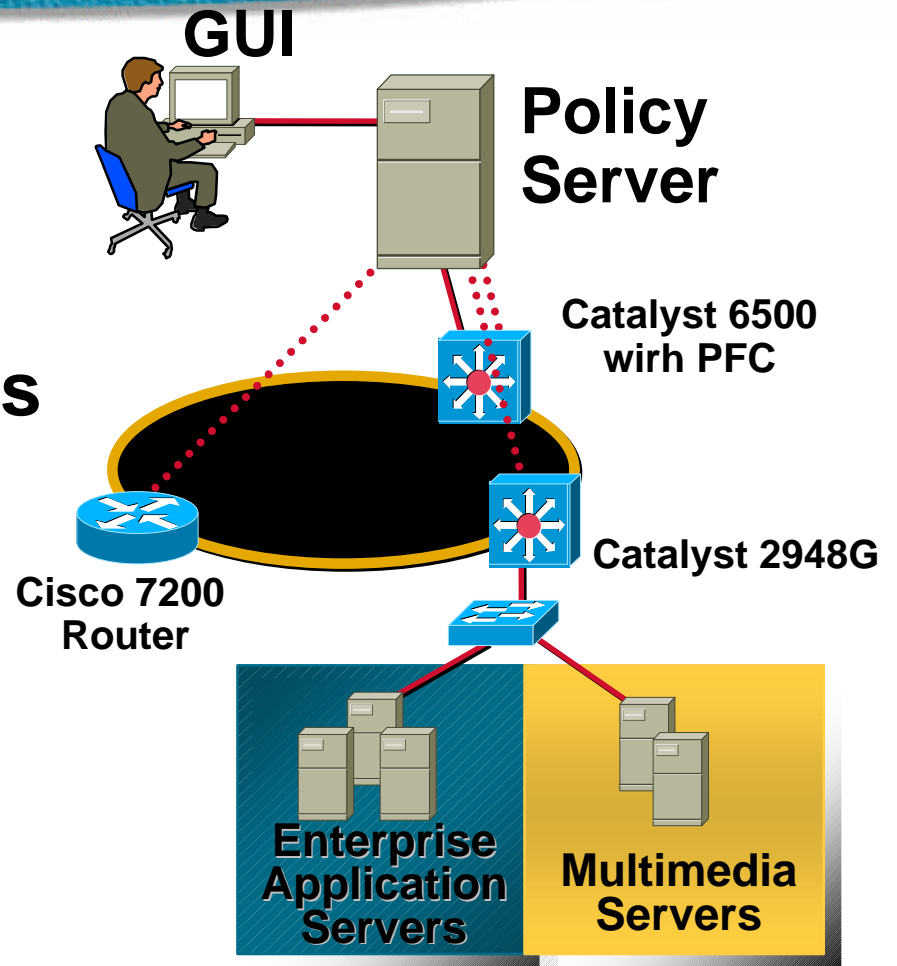 GUI
Policy
Server
Catalyst 6500
wirh PFC
s
Catalyst 2948G
Cisco 7200
Router
Enterprise
Application
Servers
Multimedia
Servers